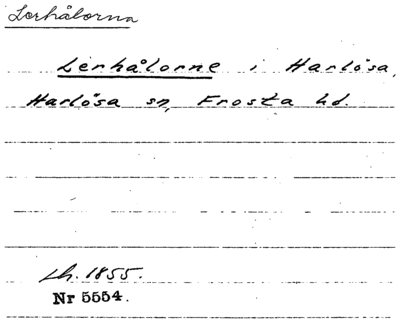 Lerhålorna
Lerhålorne i Harlösa,
Harlösa sn, Frosta hd.
Lh. 1855.
Nr 5554.